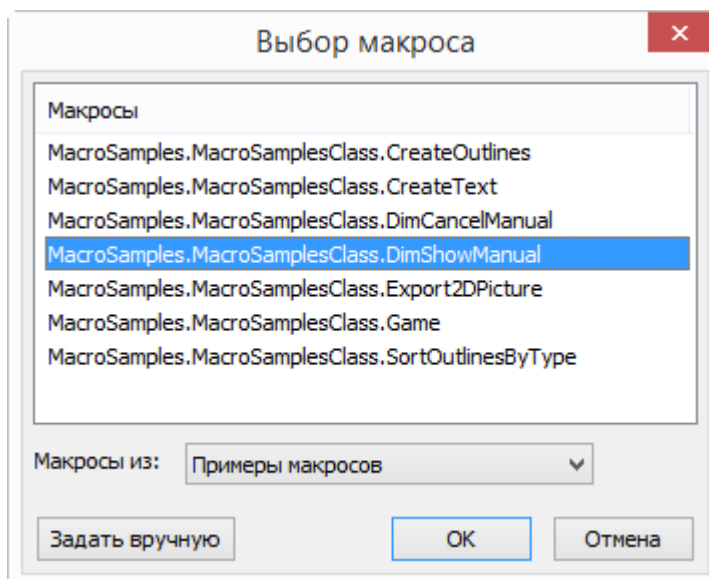 Выбор макроса
Макросы
MacroSamples.MacroSamplesClass.CreateOutlines
MacroSamples.MacroSamplesClass.CreateText
MacroSamples.MacroSamplesClass.DimCancelManual
MacroSamples.MacroSamplesClass.DimShowManual
MacroSamples.MacroSamplesClass.Export2DPicture
MacroSamples.MacroSamplesClass.Game
MacroSamples.MacroSamplesClass.SortOutlinesByType
Макросы из: Примеры макросов
Задать вручную OK Отмена